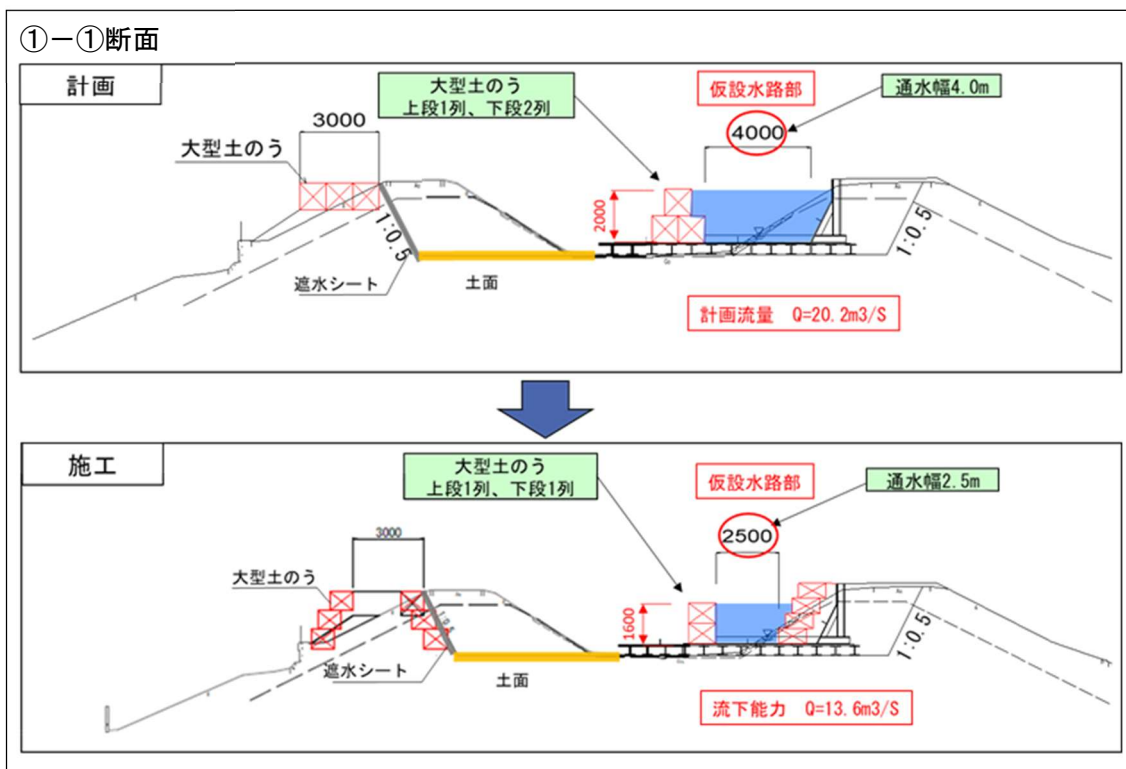 ①－①断面
計画
大型土のう
上段1列、下段2列
仮設水路部
通水幅4.0m
3000
4000
大型土のう
2000
1:0.5
1:0.5
遮水シート
土面
計画流量 Q=20.2m3/S
施工
大型土のう
上段1列、下段1列
仮設水路部
通水幅2.5m
3000
2500
大型土のう
1600
1:0.5
1:0.5
遮水シート
土面
流下能力 Q=13.6m3/S